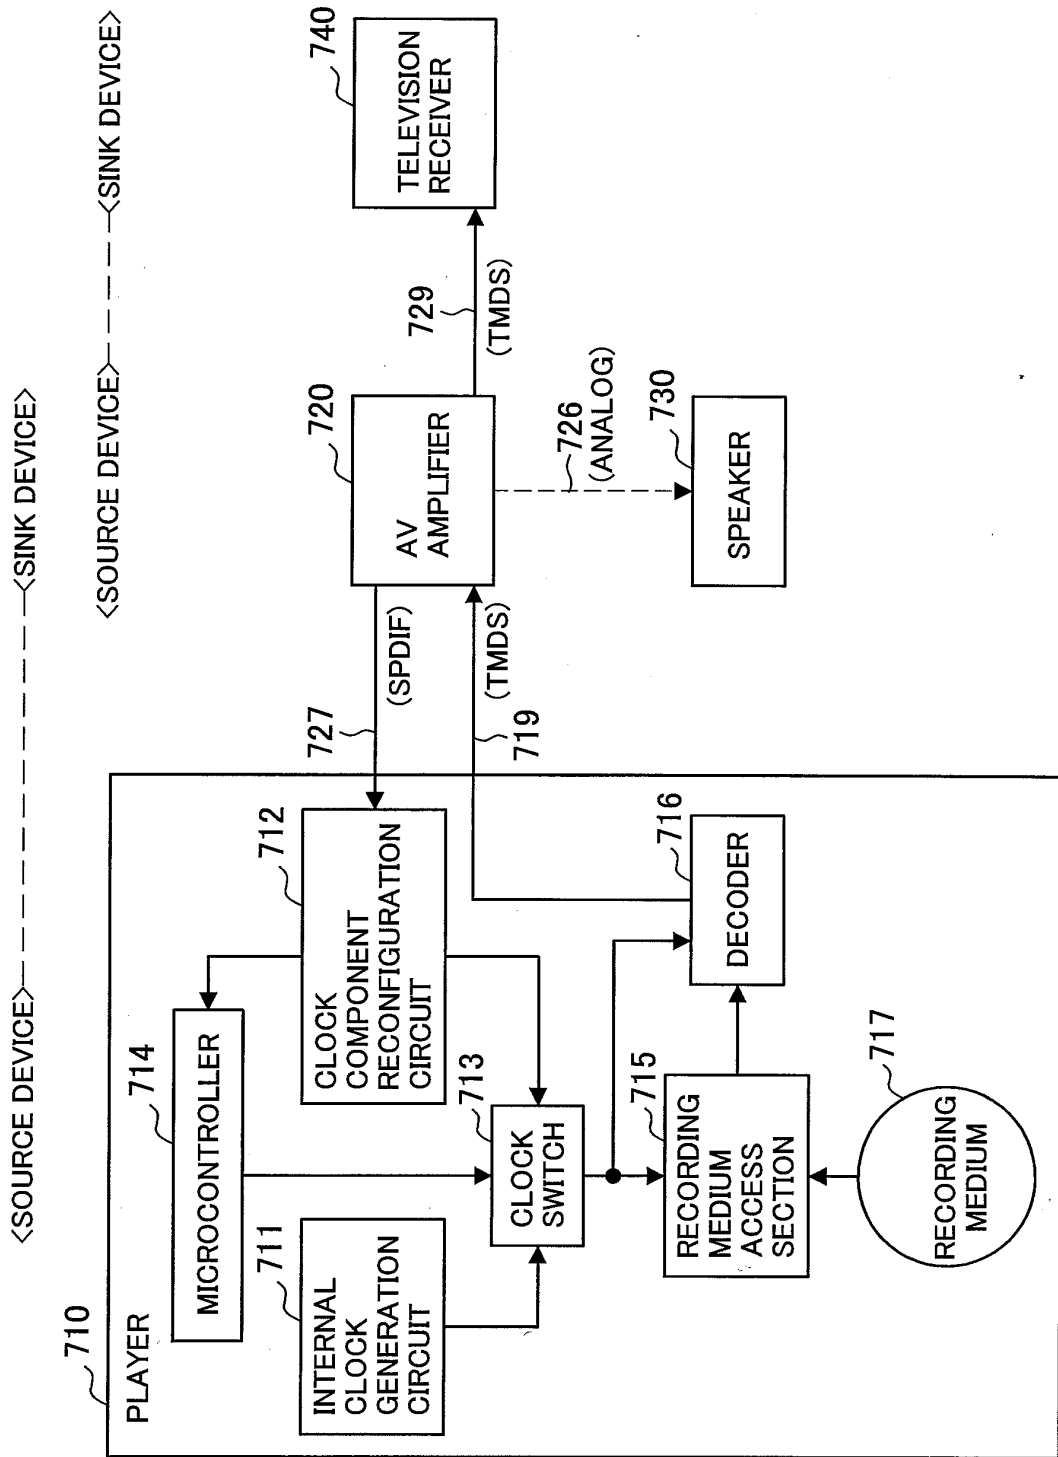 <SOURCE DEVICE>
<SINK DEVICE>
<SOURCE DEVICE>
<SINK DEVICE>
710
PLAYER
714
MICROCONTROLLER
711
INTERNAL
CLOCK
GENERATION
CIRCUIT
712
CLOCK
COMPONENT
RECONFIGURATION
CIRCUIT
713
CLOCK
SWITCH
715
RECORDING
MEDIUM
ACCESS
SECTION
716
DECODER
717
RECORDING
MEDIUM
727
(SPDIF)
719
(TMDS)
720
AV
AMPLIFIER
726
(ANALOG)
730
SPEAKER
729
(TMDS)
740
TELEVISION
RECEIVER